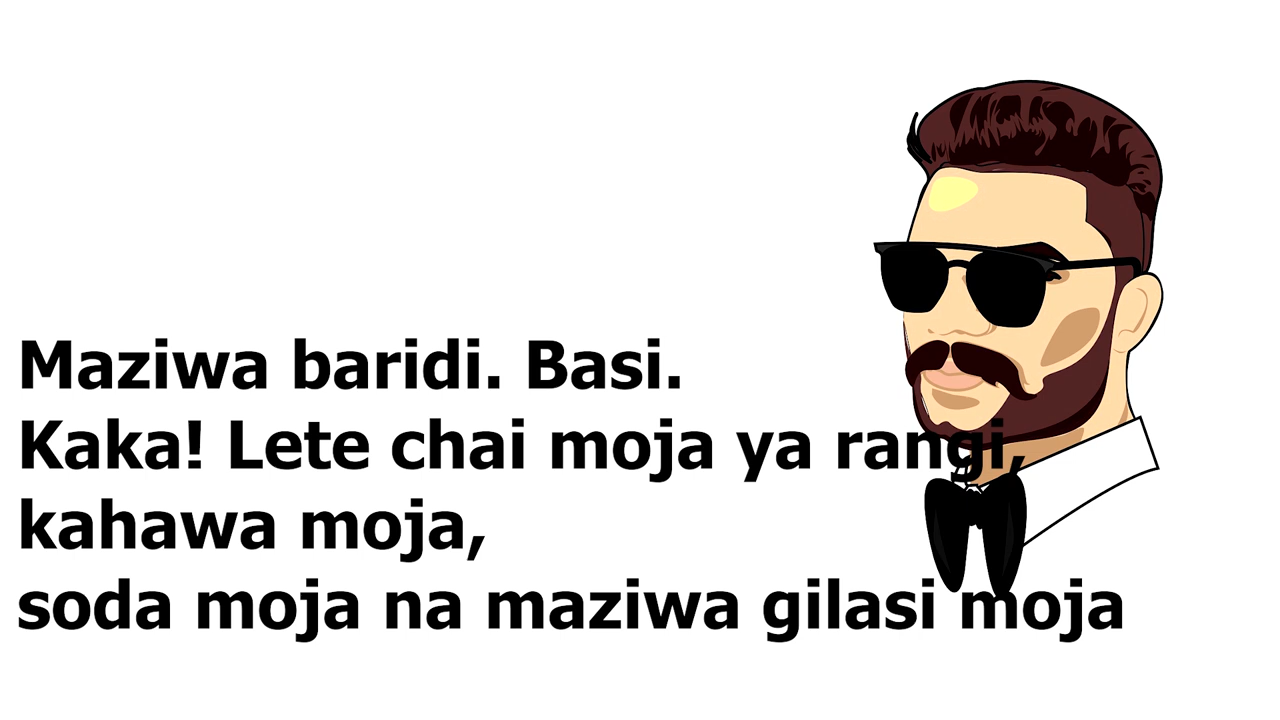 Maziwa baridi. Basi.
Kaka! Lete chai moja ya rangi,
kahawa moja,
soda moja na maziwa gilasi moja